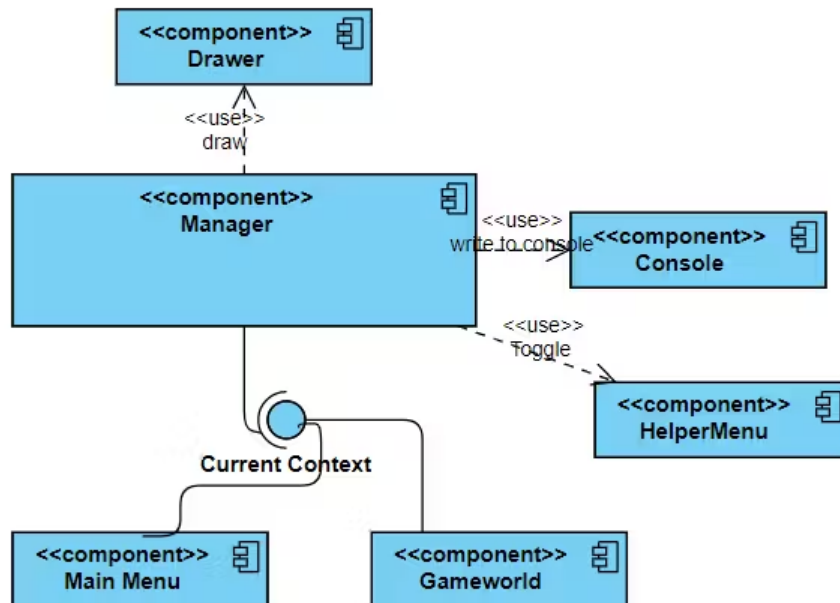 <<component>>
Drawer
<<use>>
draw
<<component>>
Manager
<<use>>
write to console
<<component>>
Console
<<use>>
Toggle
<<component>>
HelperMenu
Current Context
<<component>>
Main Menu
<<component>>
Gameworld